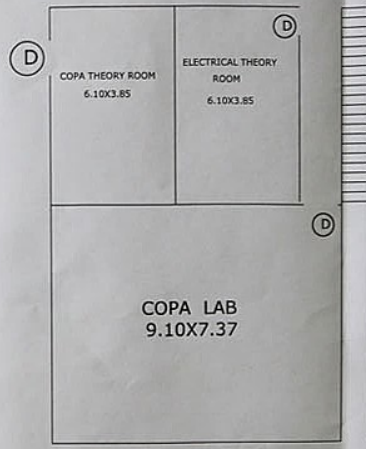 D
D
COPA THEORY ROOM
6.10X3.85
ELECTRICAL THEORY
ROOM
6.10X3.85
D
COPA LAB
9.10X7.37